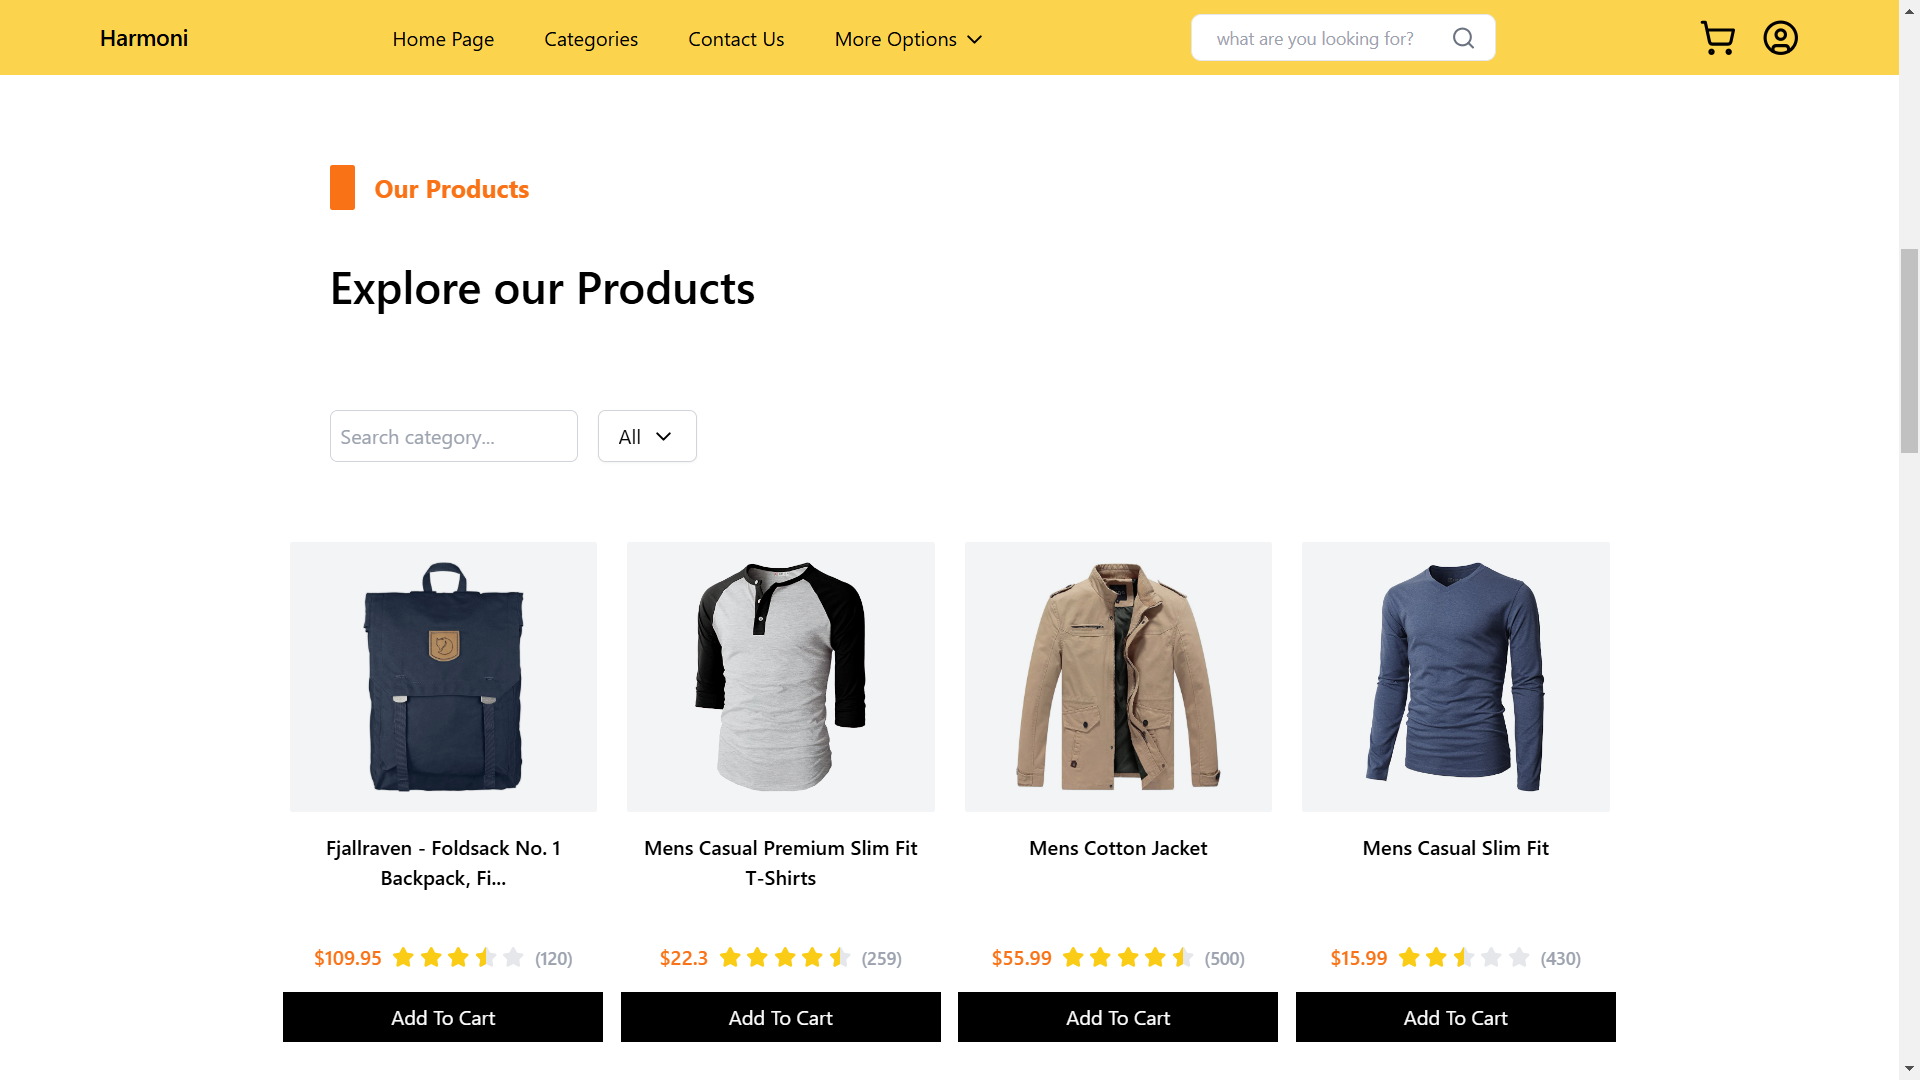 Harmoni
Home Page
Categories
Contact Us
More Options
what are you looking for?
Our Products
Explore our Products
Search category...
All
Fjallraven - Foldsack No. 1
Backpack, Fi...
Mens Casual Premium Slim Fit
T-Shirts
Mens Cotton Jacket
Mens Casual Slim Fit
$109.95 (120)
$22.3 (259)
$55.99 (500)
$15.99 (430)
Add To Cart
Add To Cart
Add To Cart
Add To Cart